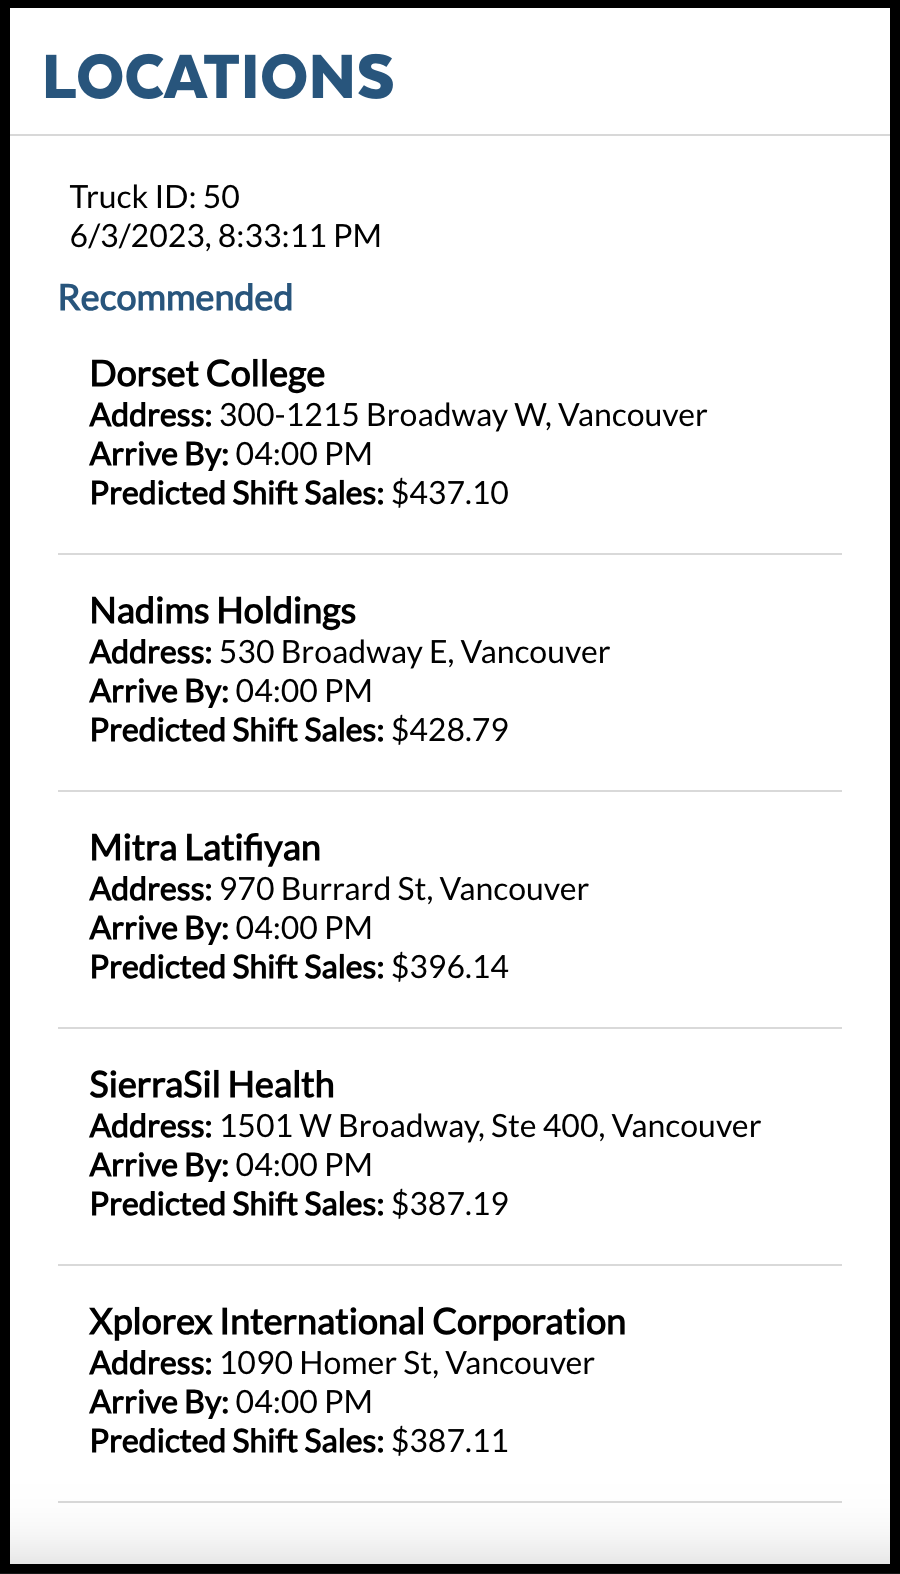 LOCATIONS
Truck ID: 50
6/3/2023, 8:33:11 PM
Recommended
Dorset College
Address: 300-1215 Broadway W, Vancouver
Arrive By: 04:00 PM
Predicted Shift Sales: $437.10
Nadims Holdings
Address: 530 Broadway E, Vancouver
Arrive By: 04:00 PM
Predicted Shift Sales: $428.79
Mitra Latifiyan
Address: 970 Burrard St, Vancouver
Arrive By: 04:00 PM
Predicted Shift Sales: $396.14
SierraSil Health
Address: 1501 W Broadway, Ste 400, Vancouver
Arrive By: 04:00 PM
Predicted Shift Sales: $387.19
Xplorex International Corporation
Address: 1090 Homer St, Vancouver
Arrive By: 04:00 PM
Predicted Shift Sales: $387.11